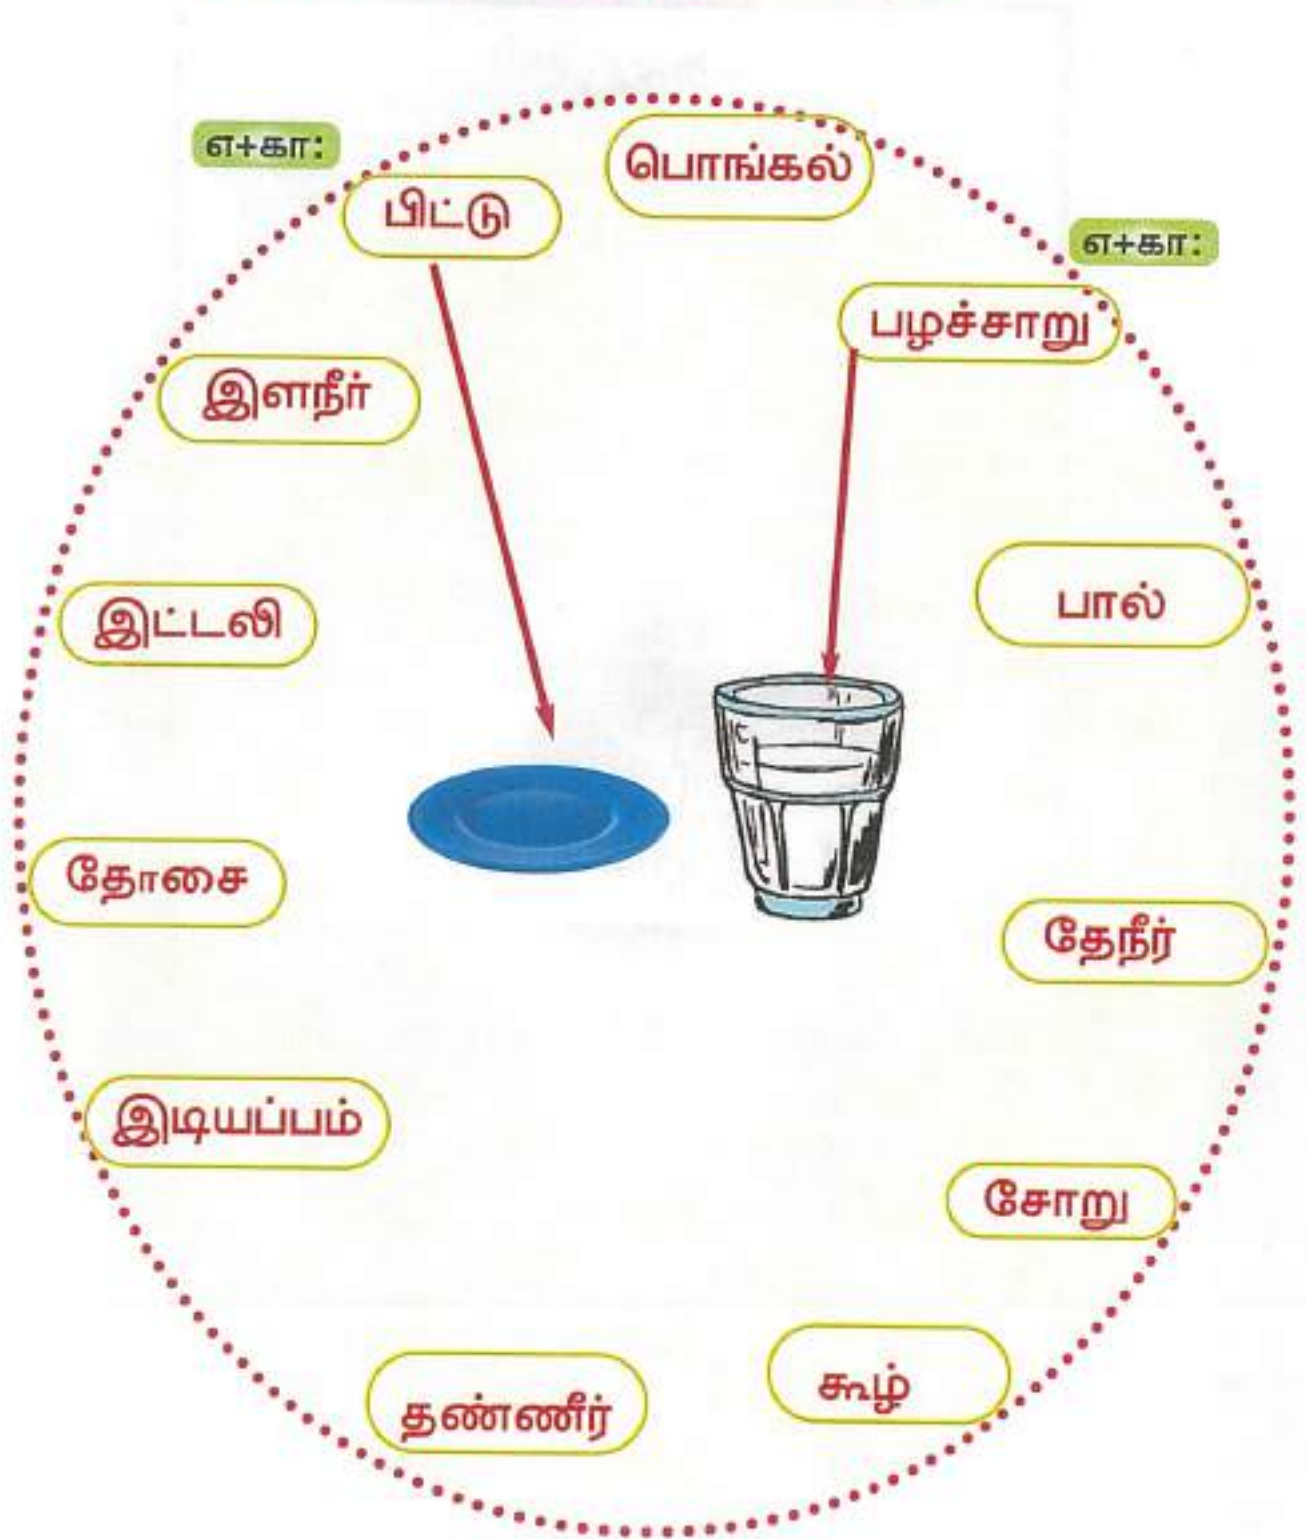 எ+கா:
பொங்கல்
பிட்டு
எ+கா:
பழச்சாறு
இளநீர்
பால்
இட்டலி
தோசை
தேநீர்
இடியப்பம்
சோறு
கூழ்
தண்ணீர்